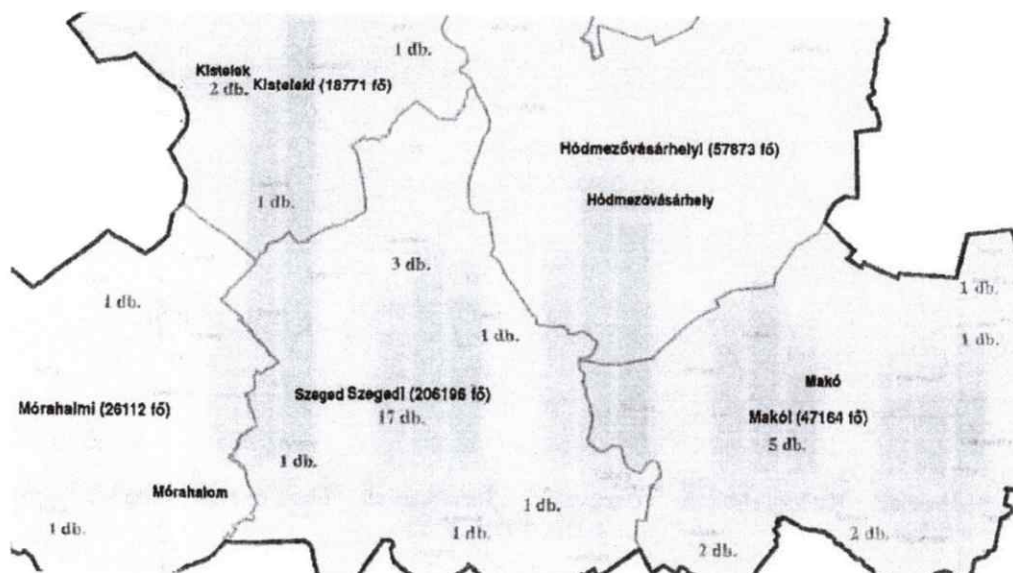 1 db.
Kistelek
Kisteleki (18771 fő)
2 db.
Hódmezővásárhelyi (57873 fő)
Hódmezővásárhely
1 db.
3 db.
1 db.
1 db.
1 db.
1 db.
Makó
Szeged Szegedi (206196 fő)
Mórahalmi (26112 fő)
17 db.
Makói (47164 fő)
5 db.
1 db.
Mórahalom
1 db.
1 db.
1 db.
2 db.
2 db.